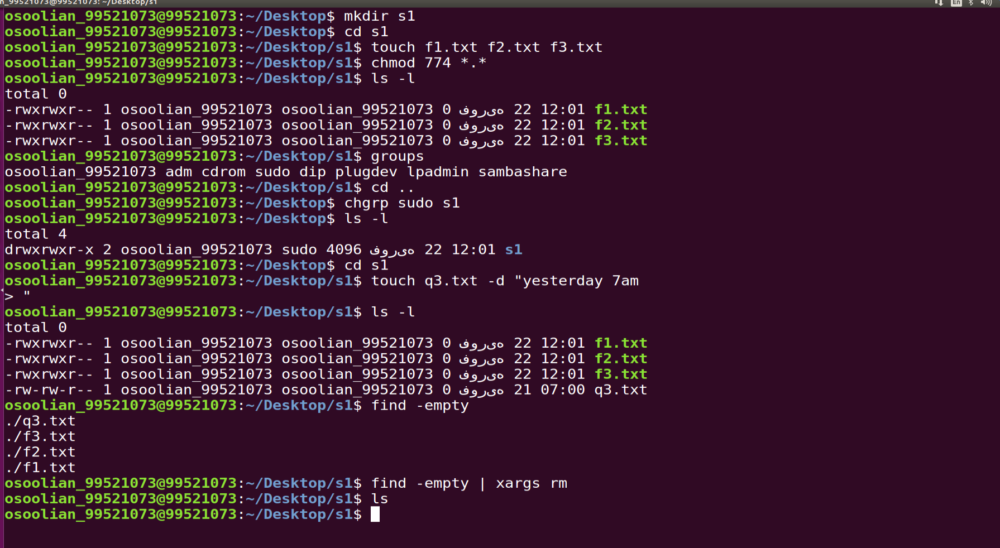 n_99521073@99521073: ~/Desktop/s1
En
osoolian_99521073@99521073:~/Desktop$ mkdir s1
osoolian_99521073@99521073:~/Desktop$ cd s1
osoolian_99521073@99521073:~/Desktop/s1$ touch f1.txt f2.txt f3.txt
osoolian_99521073@99521073:~/Desktop/s1$ chmod 774 *.*
osoolian_99521073@99521073:~/Desktop/s1$ ls -l
total 0
-rwxrwxr-- 1 osoolian_99521073 osoolian_99521073 0 فوریه 22 12:01 f1.txt
-rwxrwxr-- 1 osoolian_99521073 osoolian_99521073 0 فوریه 22 12:01 f2.txt
-rwxrwxr-- 1 osoolian_99521073 osoolian_99521073 0 فوریه 22 12:01 f3.txt
osoolian_99521073@99521073:~/Desktop/s1$ groups
osoolian_99521073 adm cdrom sudo dip plugdev lpadmin sambashare
osoolian_99521073@99521073:~/Desktop/s1$ cd ..
osoolian_99521073@99521073:~/Desktop$ chgrp sudo s1
osoolian_99521073@99521073:~/Desktop$ ls -l
total 4
drwxrwxr-x 2 osoolian_99521073 sudo 4096 فوریه 22 12:01 s1
osoolian_99521073@99521073:~/Desktop$ cd s1
osoolian_99521073@99521073:~/Desktop/s1$ touch q3.txt -d "yesterday 7am
> "
osoolian_99521073@99521073:~/Desktop/s1$ ls -l
total 0
-rwxrwxr-- 1 osoolian_99521073 osoolian_99521073 0 فوریه 22 12:01 f1.txt
-rwxrwxr-- 1 osoolian_99521073 osoolian_99521073 0 فوریه 22 12:01 f2.txt
-rwxrwxr-- 1 osoolian_99521073 osoolian_99521073 0 فوریه 22 12:01 f3.txt
-rw-rw-r-- 1 osoolian_99521073 osoolian_99521073 0 فوریه 21 07:00 q3.txt
osoolian_99521073@99521073:~/Desktop/s1$ find -empty
./q3.txt
./f3.txt
./f2.txt
./f1.txt
osoolian_99521073@99521073:~/Desktop/s1$ find -empty | xargs rm
osoolian_99521073@99521073:~/Desktop/s1$ ls
osoolian_99521073@99521073:~/Desktop/s1$